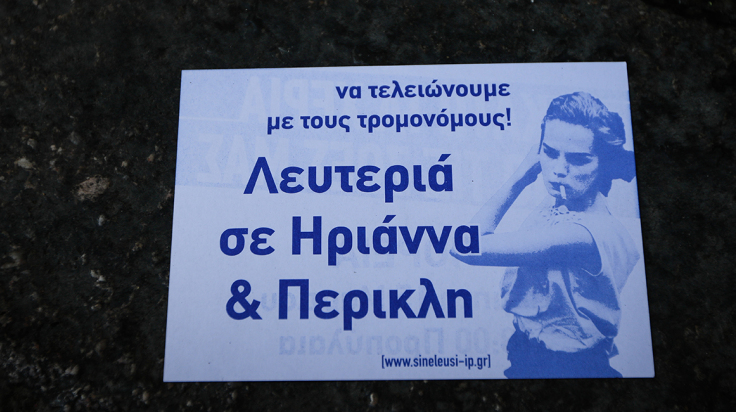 να τελειώνουμε
με τους τρομονόμους!
Λευτεριά
σε Ηριάννα
& Περικλη
[www.sineleusi-ip.gr]